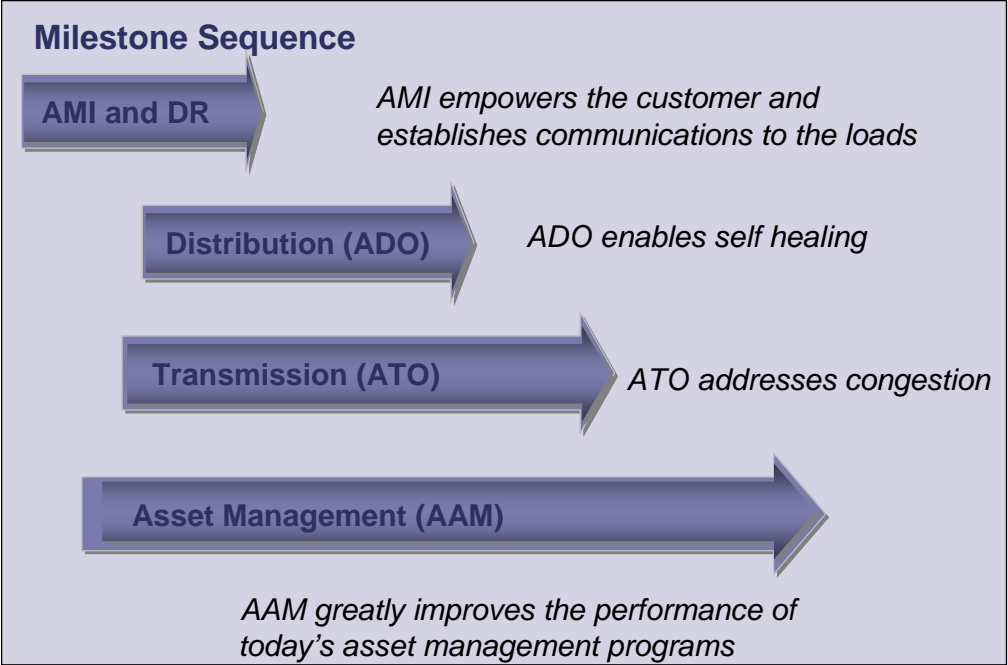 Milestone Sequence
AMI and DR
AMI empowers the customer and
establishes communications to the loads
Distribution (ADO)
ADO enables self healing
Transmission (ATO)
ATO addresses congestion
Asset Management (AAM)
AAM greatly improves the performance of
today's asset management programs